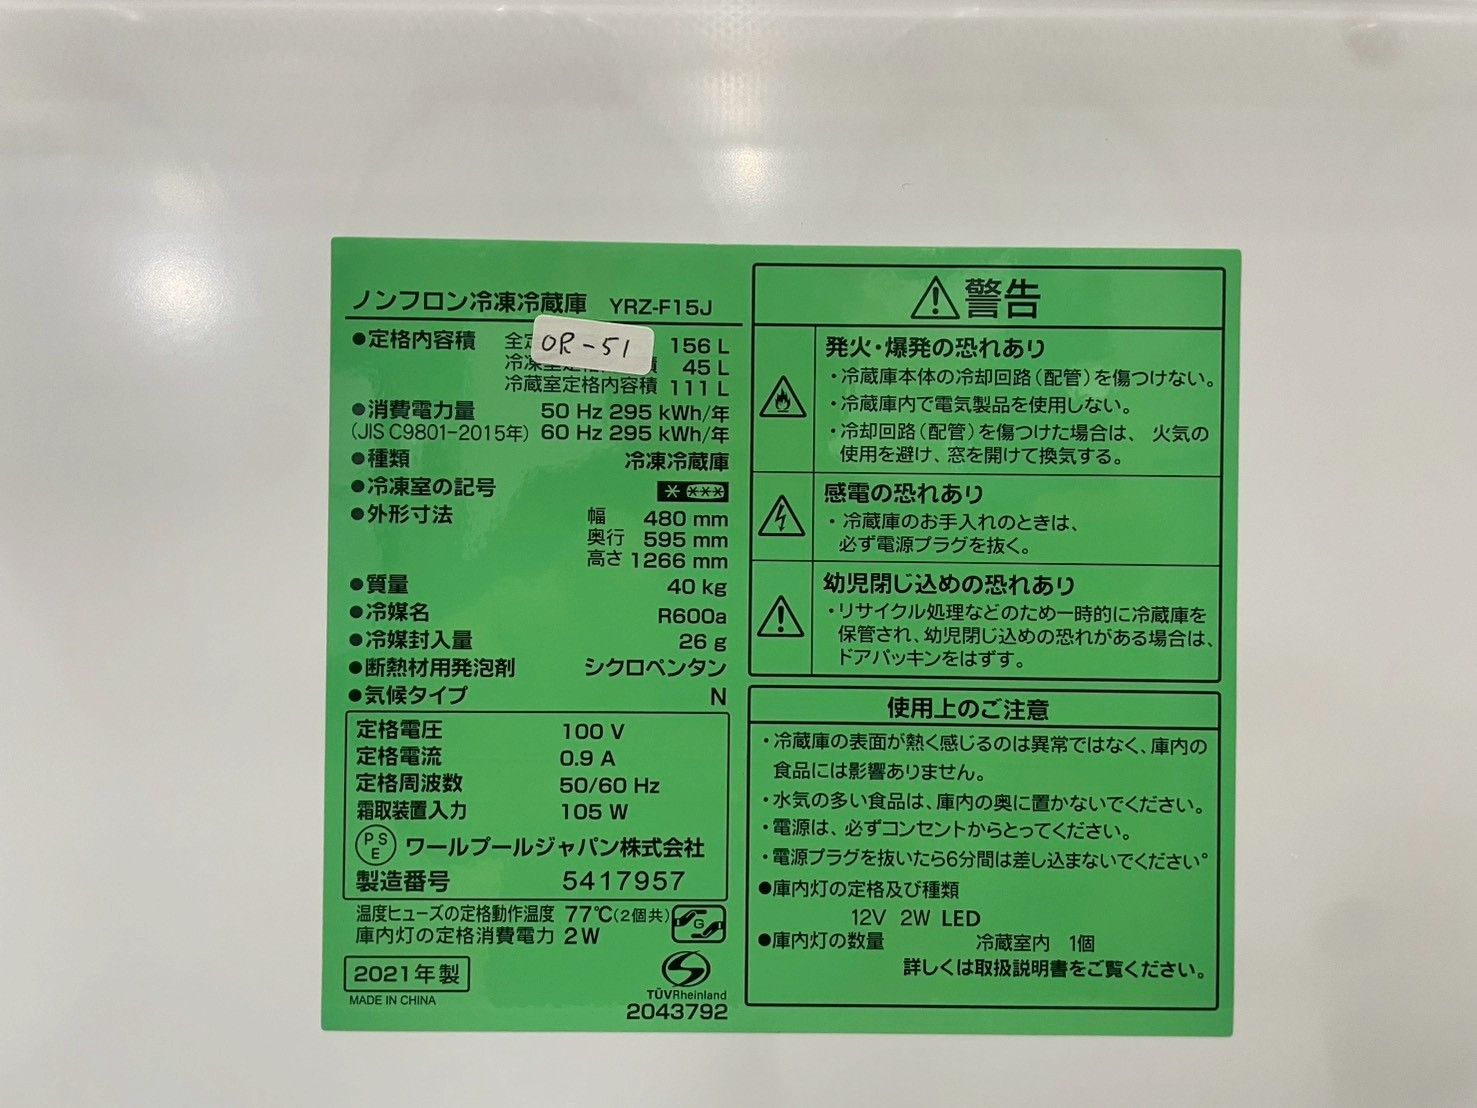 ノンフロン冷凍冷蔵庫 YRZ-F15J
●定格内容積 全定 156 L
OR-51
冷凍室定格内容積 45 L
冷蔵室定格内容積 111 L
●消費電力量 50 Hz 295 kWh/年
(JIS C9801-2015年) 60 Hz 295 kWh/年
●種類 冷凍冷蔵庫
●冷凍室の記号
●外形寸法 幅 480 mm
奥行 595 mm
高さ 1266 mm
●質量 40 kg
●冷媒名 R600a
●冷媒封入量 26 g
●断熱材用発泡剤 シクロペンタン
●気候タイプ N
定格電圧 100 V
定格電流 0.9 A
定格周波数 50/60 Hz
霜取装置入力 105 W
PSE ワールプールジャパン株式会社
製造番号 5417957
温度ヒューズの定格動作温度 77℃(2個共)
庫内灯の定格消費電力 2W
G
2021年製
MADE IN CHINA
TÜVRheinland
2043792
警告
発火・爆発の恐れあり
・冷蔵庫本体の冷却回路(配管)を傷つけない。
・冷蔵庫内で電気製品を使用しない。
・冷却回路(配管)を傷つけた場合は、火気の
使用を避け、窓を開けて換気する。
感電の恐れあり
・冷蔵庫のお手入れのときは、
必ず電源プラグを抜く。
幼児閉じ込めの恐れあり
・リサイクル処理などのため一時的に冷蔵庫を
保管され、幼児閉じ込めの恐れがある場合は、
ドアパッキンをはずす。
使用上のご注意
・冷蔵庫の表面が熱く感じるのは異常ではなく、庫内の
食品には影響ありません。
・水気の多い食品は、庫内の奥に置かないでください。
・電源は、必ずコンセントからとってください。
・電源プラグを抜いたら6分間は差し込まないでください。
●庫内灯の定格及び種類
12V 2W LED
●庫内灯の数量 冷蔵室内 1個
詳しくは取扱説明書をご覧ください。